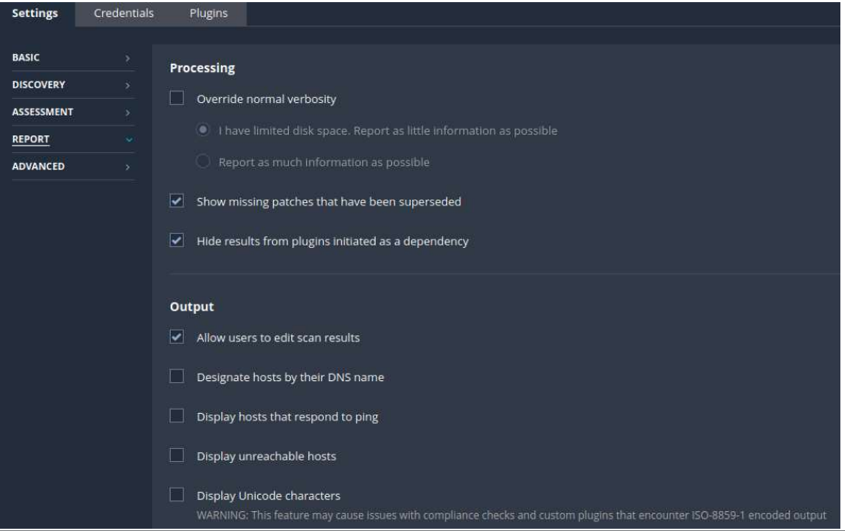 Settings Credentials Plugins
BASIC
DISCOVERY
ASSESSMENT
REPORT
ADVANCED
Processing
Override normal verbosity
I have limited disk space. Report as little information as possible
Report as much information as possible
Show missing patches that have been superseded
Hide results from plugins initiated as a dependency
Output
Allow users to edit scan results
Designate hosts by their DNS name
Display hosts that respond to ping
Display unreachable hosts
Display Unicode characters
WARNING: This feature may cause issues with compliance checks and custom plugins that encounter ISO-8859-1 encoded output